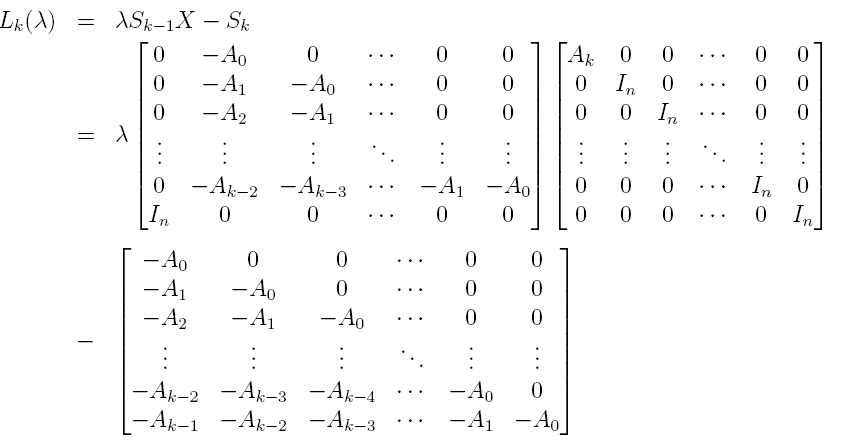 L_k(λ) = λS_{k−1}X − S_k
= λ [ 0 −A_0 0 ⋯ 0 0 ] [ A_k 0 0 ⋯ 0 0 ]
0 −A_1 −A_0 ⋯ 0 0 0 I_n 0 ⋯ 0 0
0 −A_2 −A_1 ⋯ 0 0 0 0 I_n ⋯ 0 0
⋮ ⋮ ⋮ ⋱ ⋮ ⋮ ⋮ ⋮ ⋮ ⋱ ⋮ ⋮
0 −A_{k−2} −A_{k−3} ⋯ −A_1 −A_0 0 0 0 ⋯ I_n 0
I_n 0 0 ⋯ 0 0 0 0 0 ⋯ 0 I_n
− [ −A_0 0 0 ⋯ 0 0 ]
−A_1 −A_0 0 ⋯ 0 0
−A_2 −A_1 −A_0 ⋯ 0 0
⋮ ⋮ ⋮ ⋱ ⋮ ⋮
−A_{k−2} −A_{k−3} −A_{k−4} ⋯ −A_0 0
−A_{k−1} −A_{k−2} −A_{k−3} ⋯ −A_1 −A_0